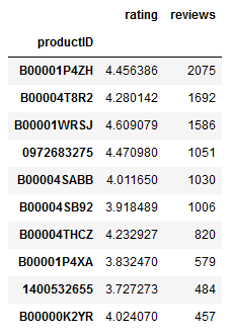 rating reviews
productID
B00001P4ZH 4.456386 2075
B00004T8R2 4.280142 1692
B00001WRSJ 4.609079 1586
0972683275 4.470980 1051
B00004SABB 4.011650 1030
B00004SB92 3.918489 1006
B00004THCZ 4.232927 820
B00001P4XA 3.832470 579
1400532655 3.727273 484
B00000K2YR 4.024070 457